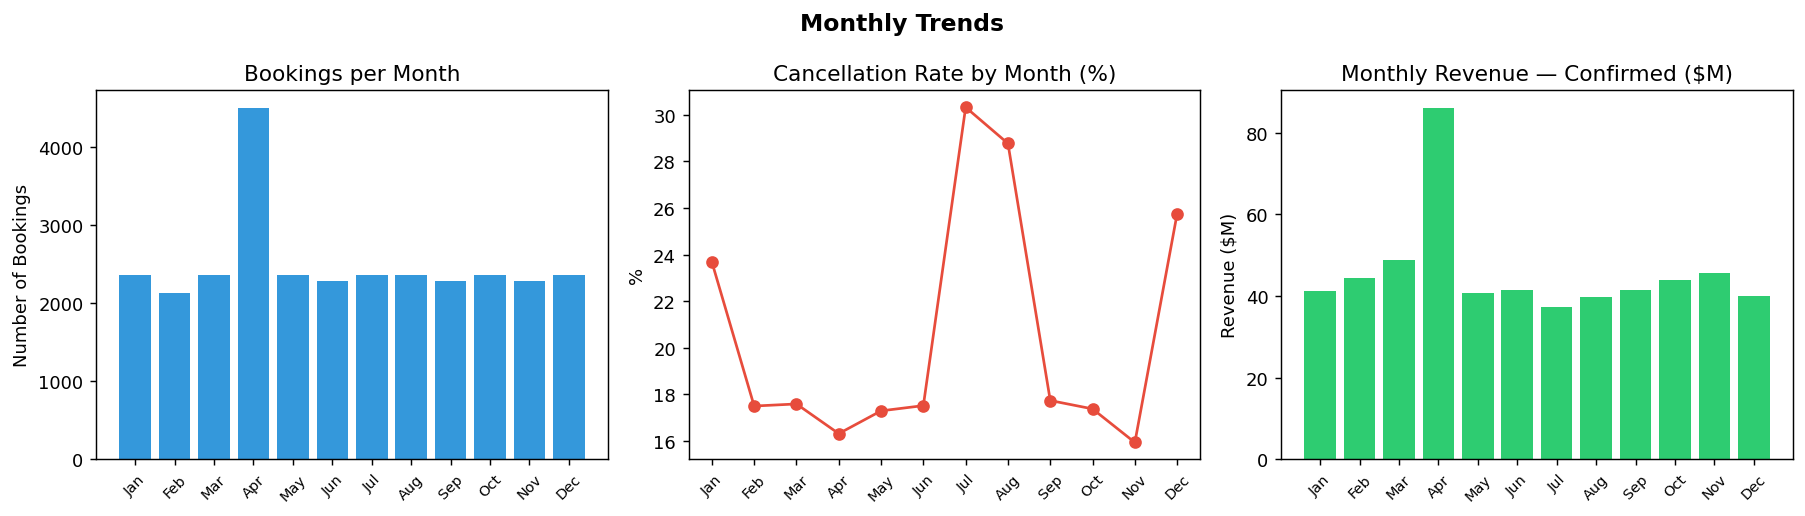 Monthly Trends
Bookings per Month
Number of Bookings
4000
3000
2000
1000
0
Jan Feb Mar Apr May Jun Jul Aug Sep Oct Nov Dec
Cancellation Rate by Month (%)
%
30
28
26
24
22
20
18
16
Jan Feb Mar Apr May Jun Jul Aug Sep Oct Nov Dec
Monthly Revenue — Confirmed ($M)
Revenue ($M)
80
60
40
20
0
Jan Feb Mar Apr May Jun Jul Aug Sep Oct Nov Dec